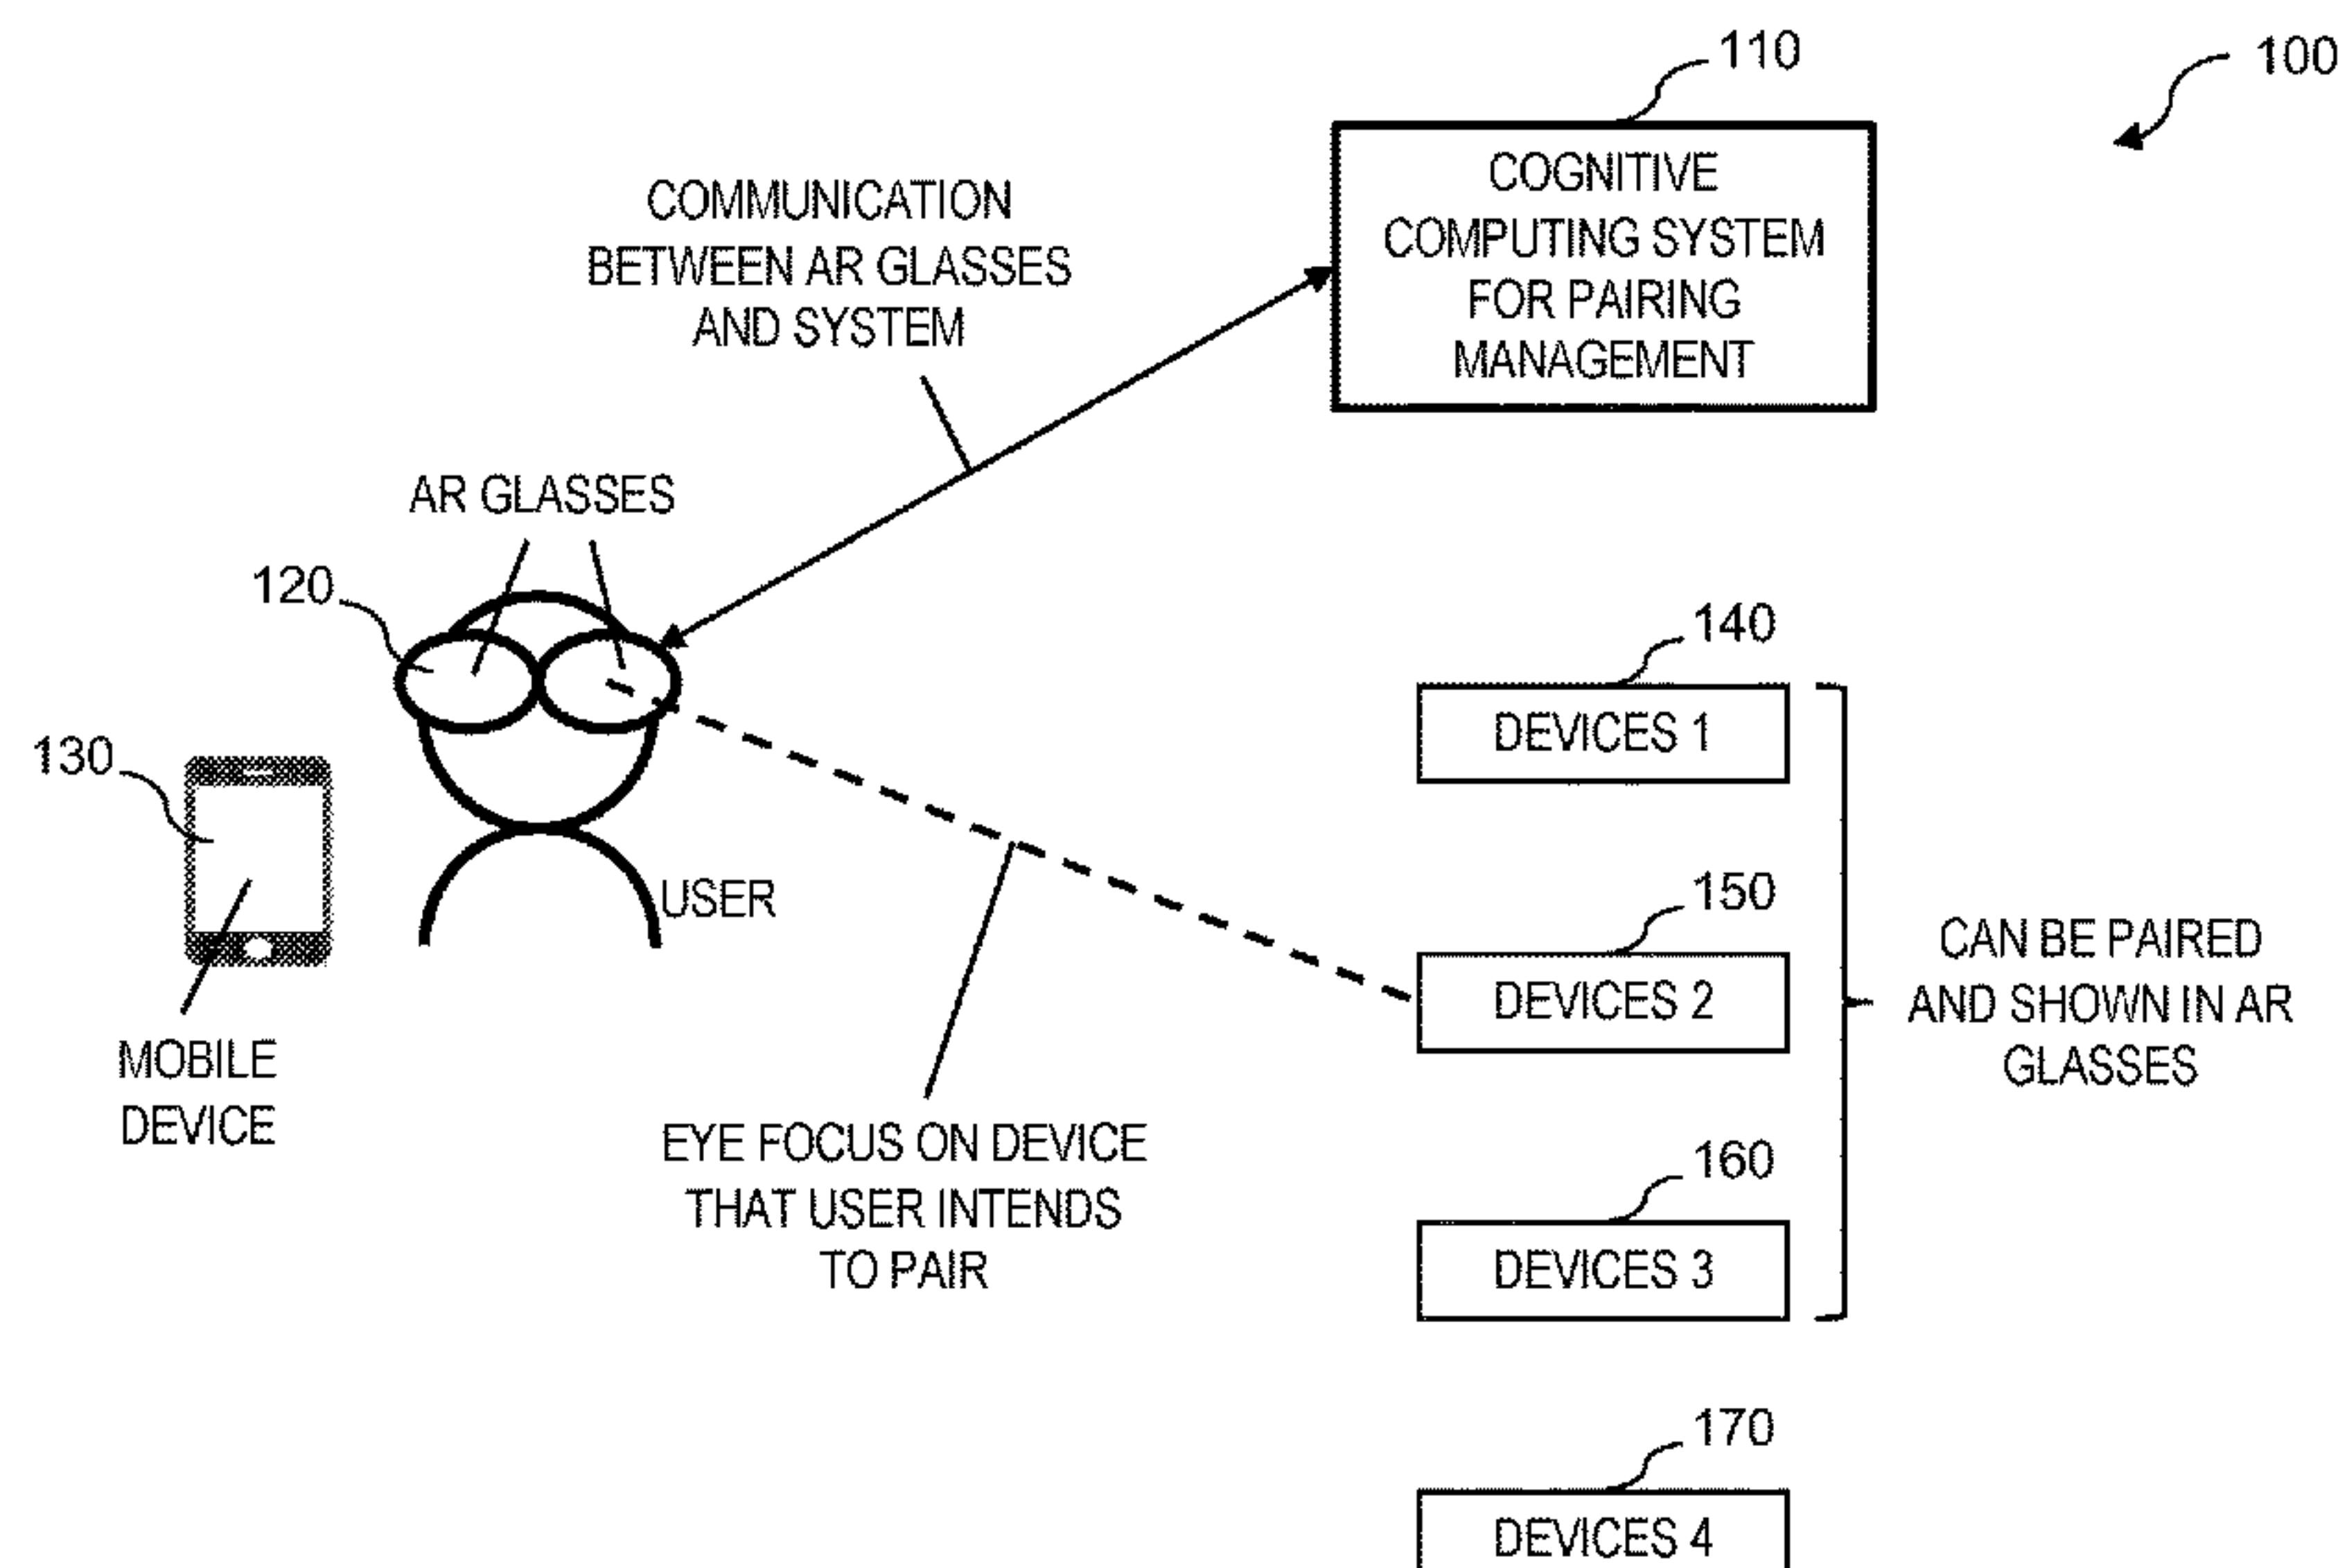 110
100
COGNITIVE
COMPUTING SYSTEM
FOR PAIRING
MANAGEMENT
COMMUNICATION
BETWEEN AR GLASSES
AND SYSTEM
AR GLASSES
120
130
MOBILE
DEVICE
USER
EYE FOCUS ON DEVICE
THAT USER INTENDS
TO PAIR
140
DEVICES 1
150
DEVICES 2
160
DEVICES 3
CAN BE PAIRED
AND SHOWN IN AR
GLASSES
170
DEVICES 4